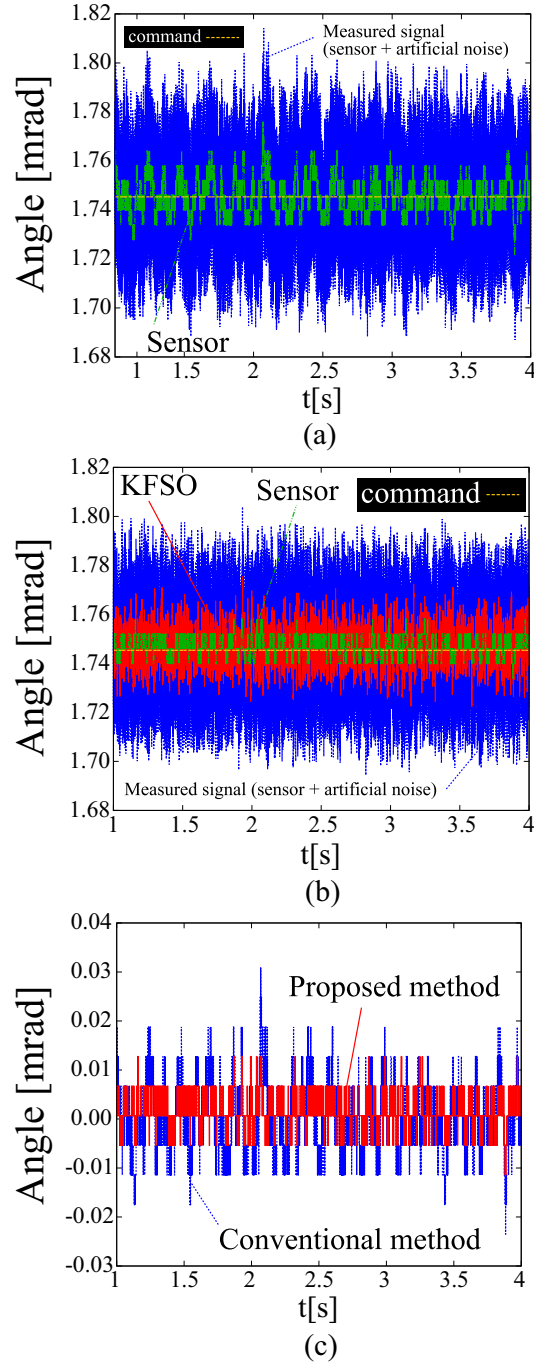 1.82
command
Measured signal
(sensor + artificial noise)
1.80
1.78
1.76
1.74
1.72
1.70
1.68
Angle [mrad]
Sensor
1 1.5 2 2.5 3 3.5 4
t[s]
(a)
1.82
KFSO
Sensor
command
1.80
1.78
1.76
1.74
1.72
1.70
1.68
Angle [mrad]
Measured signal (sensor + artificial noise)
1 1.5 2 2.5 3 3.5 4
t[s]
(b)
0.04
0.03
Proposed method
0.02
0.01
0.00
-0.01
-0.02
-0.03
Angle [mrad]
Conventional method
1 1.5 2 2.5 3 3.5 4
t[s]
(c)